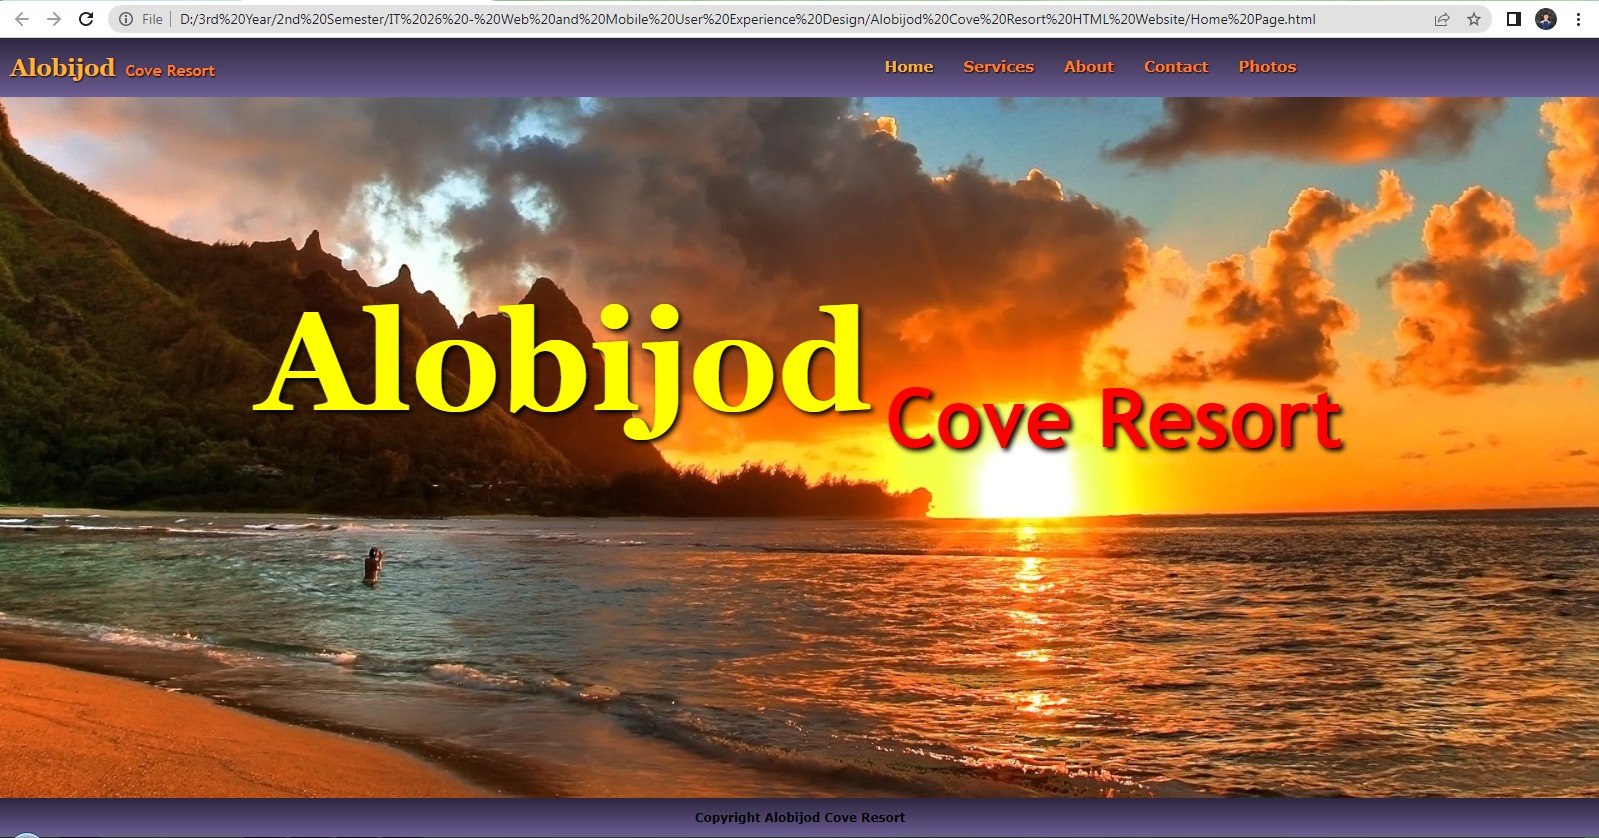 File | D:/3rd%20Year/2nd%20Semester/IT%2026%20-%20Web%20and%20Mobile%20User%20Experience%20Design/Alobijod%20Cove%20Resort%20HTML%20Website/Home%20Page.html
Alobijod Cove Resort Home Services About Contact Photos
Alobijod Cove Resort
Copyright Alobijod Cove Resort